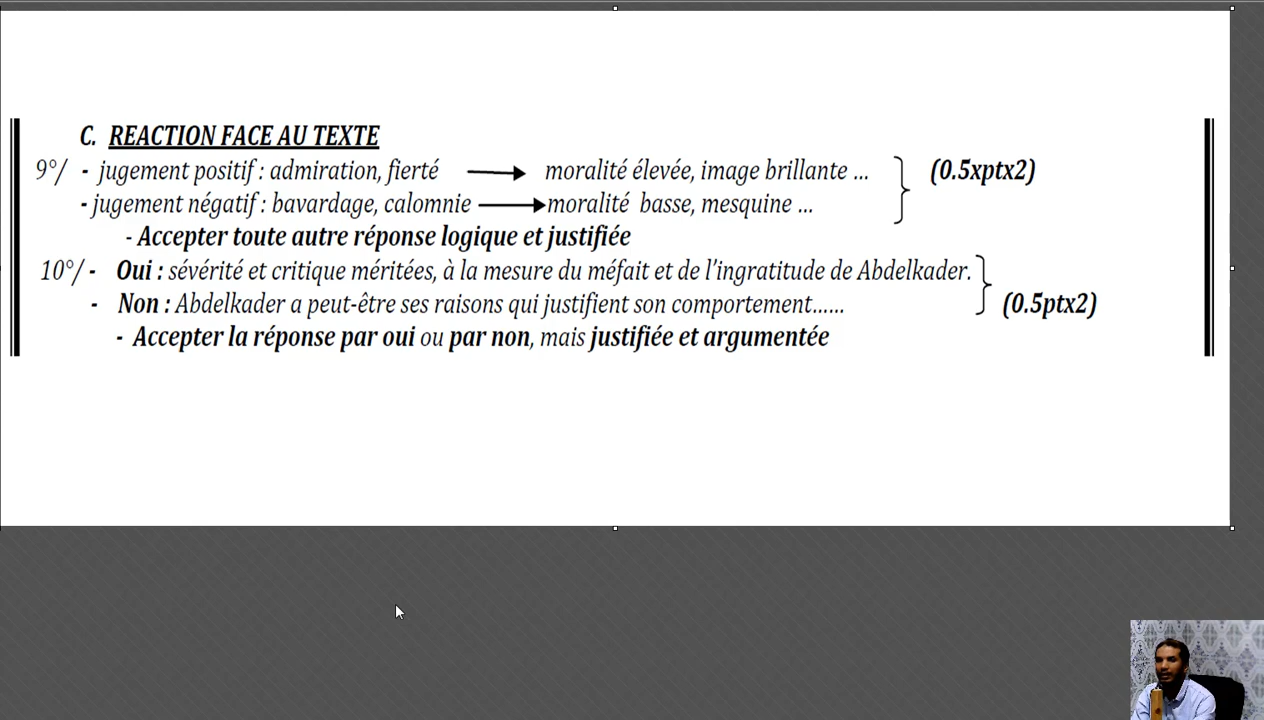 C. REACTION FACE AU TEXTE
9°/ - jugement positif : admiration, fierté → moralité élevée, image brillante ... (0.5xptx2)
- jugement négatif : bavardage, calomnie → moralité basse, mesquine ...
- Accepter toute autre réponse logique et justifiée
10°/ - Oui : sévérité et critique méritées, à la mesure du méfait et de l'ingratitude de Abdelkader.
- Non : Abdelkader a peut-être ses raisons qui justifient son comportement...... (0.5ptx2)
- Accepter la réponse par oui ou par non, mais justifiée et argumentée